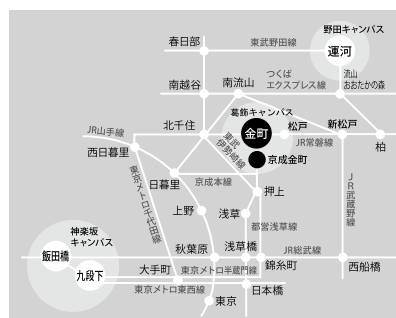 野田キャンパス
運河
春日部
東武野田線
南越谷
南流山
つくば
エクスプレス線
流山
おおたかの森
葛飾キャンパス
北千住
金町
松戸
新松戸
JR山手線
JR常磐線
柏
西日暮里
東武
伊勢崎線
京成金町
日暮里
京成本線
押上
JR武蔵野線
東京メトロ千代田線
上野
浅草
都営浅草線
神楽坂
キャンパス
飯田橋
秋葉原
浅草橋
JR総武線
九段下
大手町
東京メトロ半蔵門線
錦糸町
西船橋
東京メトロ東西線
日本橋
東京